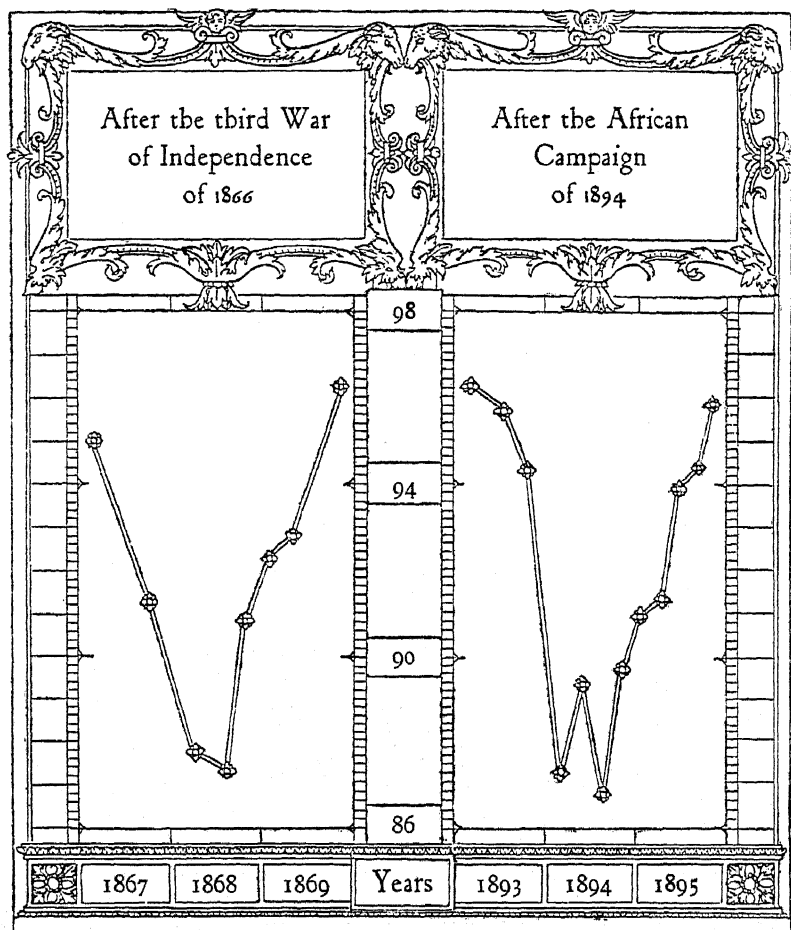 After the third War
of Independence
of 1866
After the African
Campaign
of 1894
98
94
90
86
1867
1868
1869
Years
1893
1894
1895